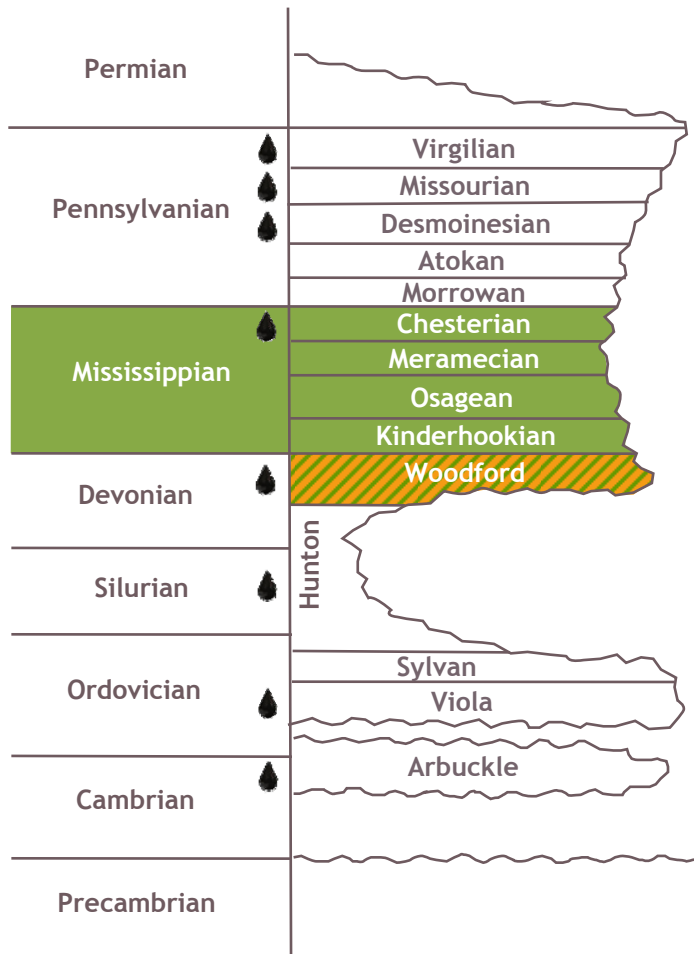 Permian
Virgilian
Missourian
Pennsylvanian
Desmoinesian
Atokan
Morrowan
Chesterian
Meramecian
Mississippian
Osagean
Kinderhookian
Woodford
Devonian
Hunton
Silurian
Sylvan
Ordovician
Viola
Arbuckle
Cambrian
Precambrian